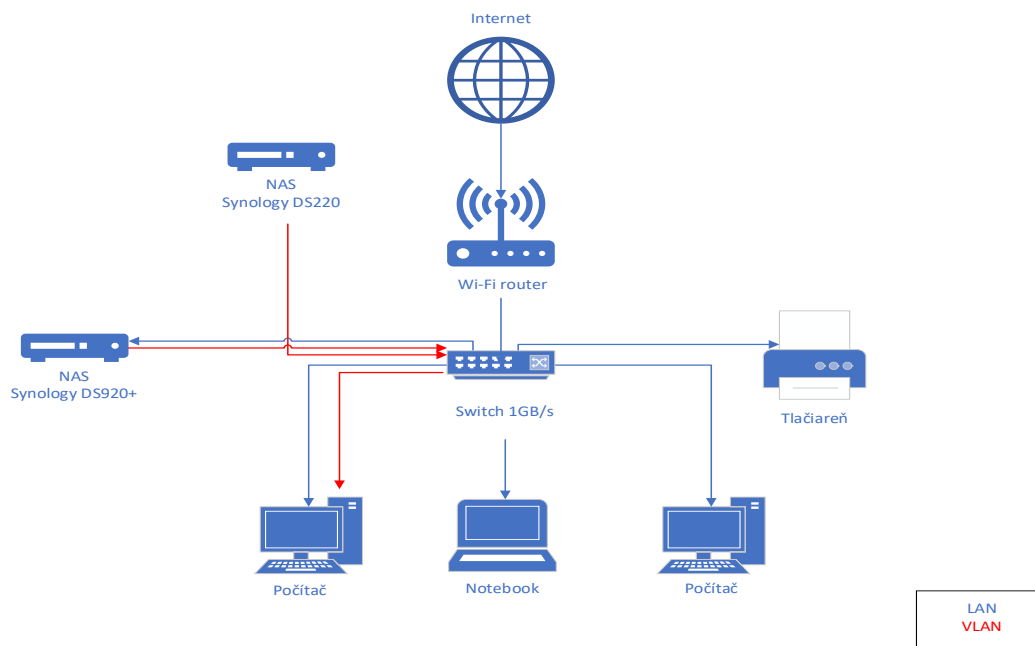 Internet
NAS
Synology DS220
Wi-Fi router
NAS
Synology DS920+
Switch 1GB/s
Tlačiareň
Počítač
Notebook
Počítač
LAN
VLAN